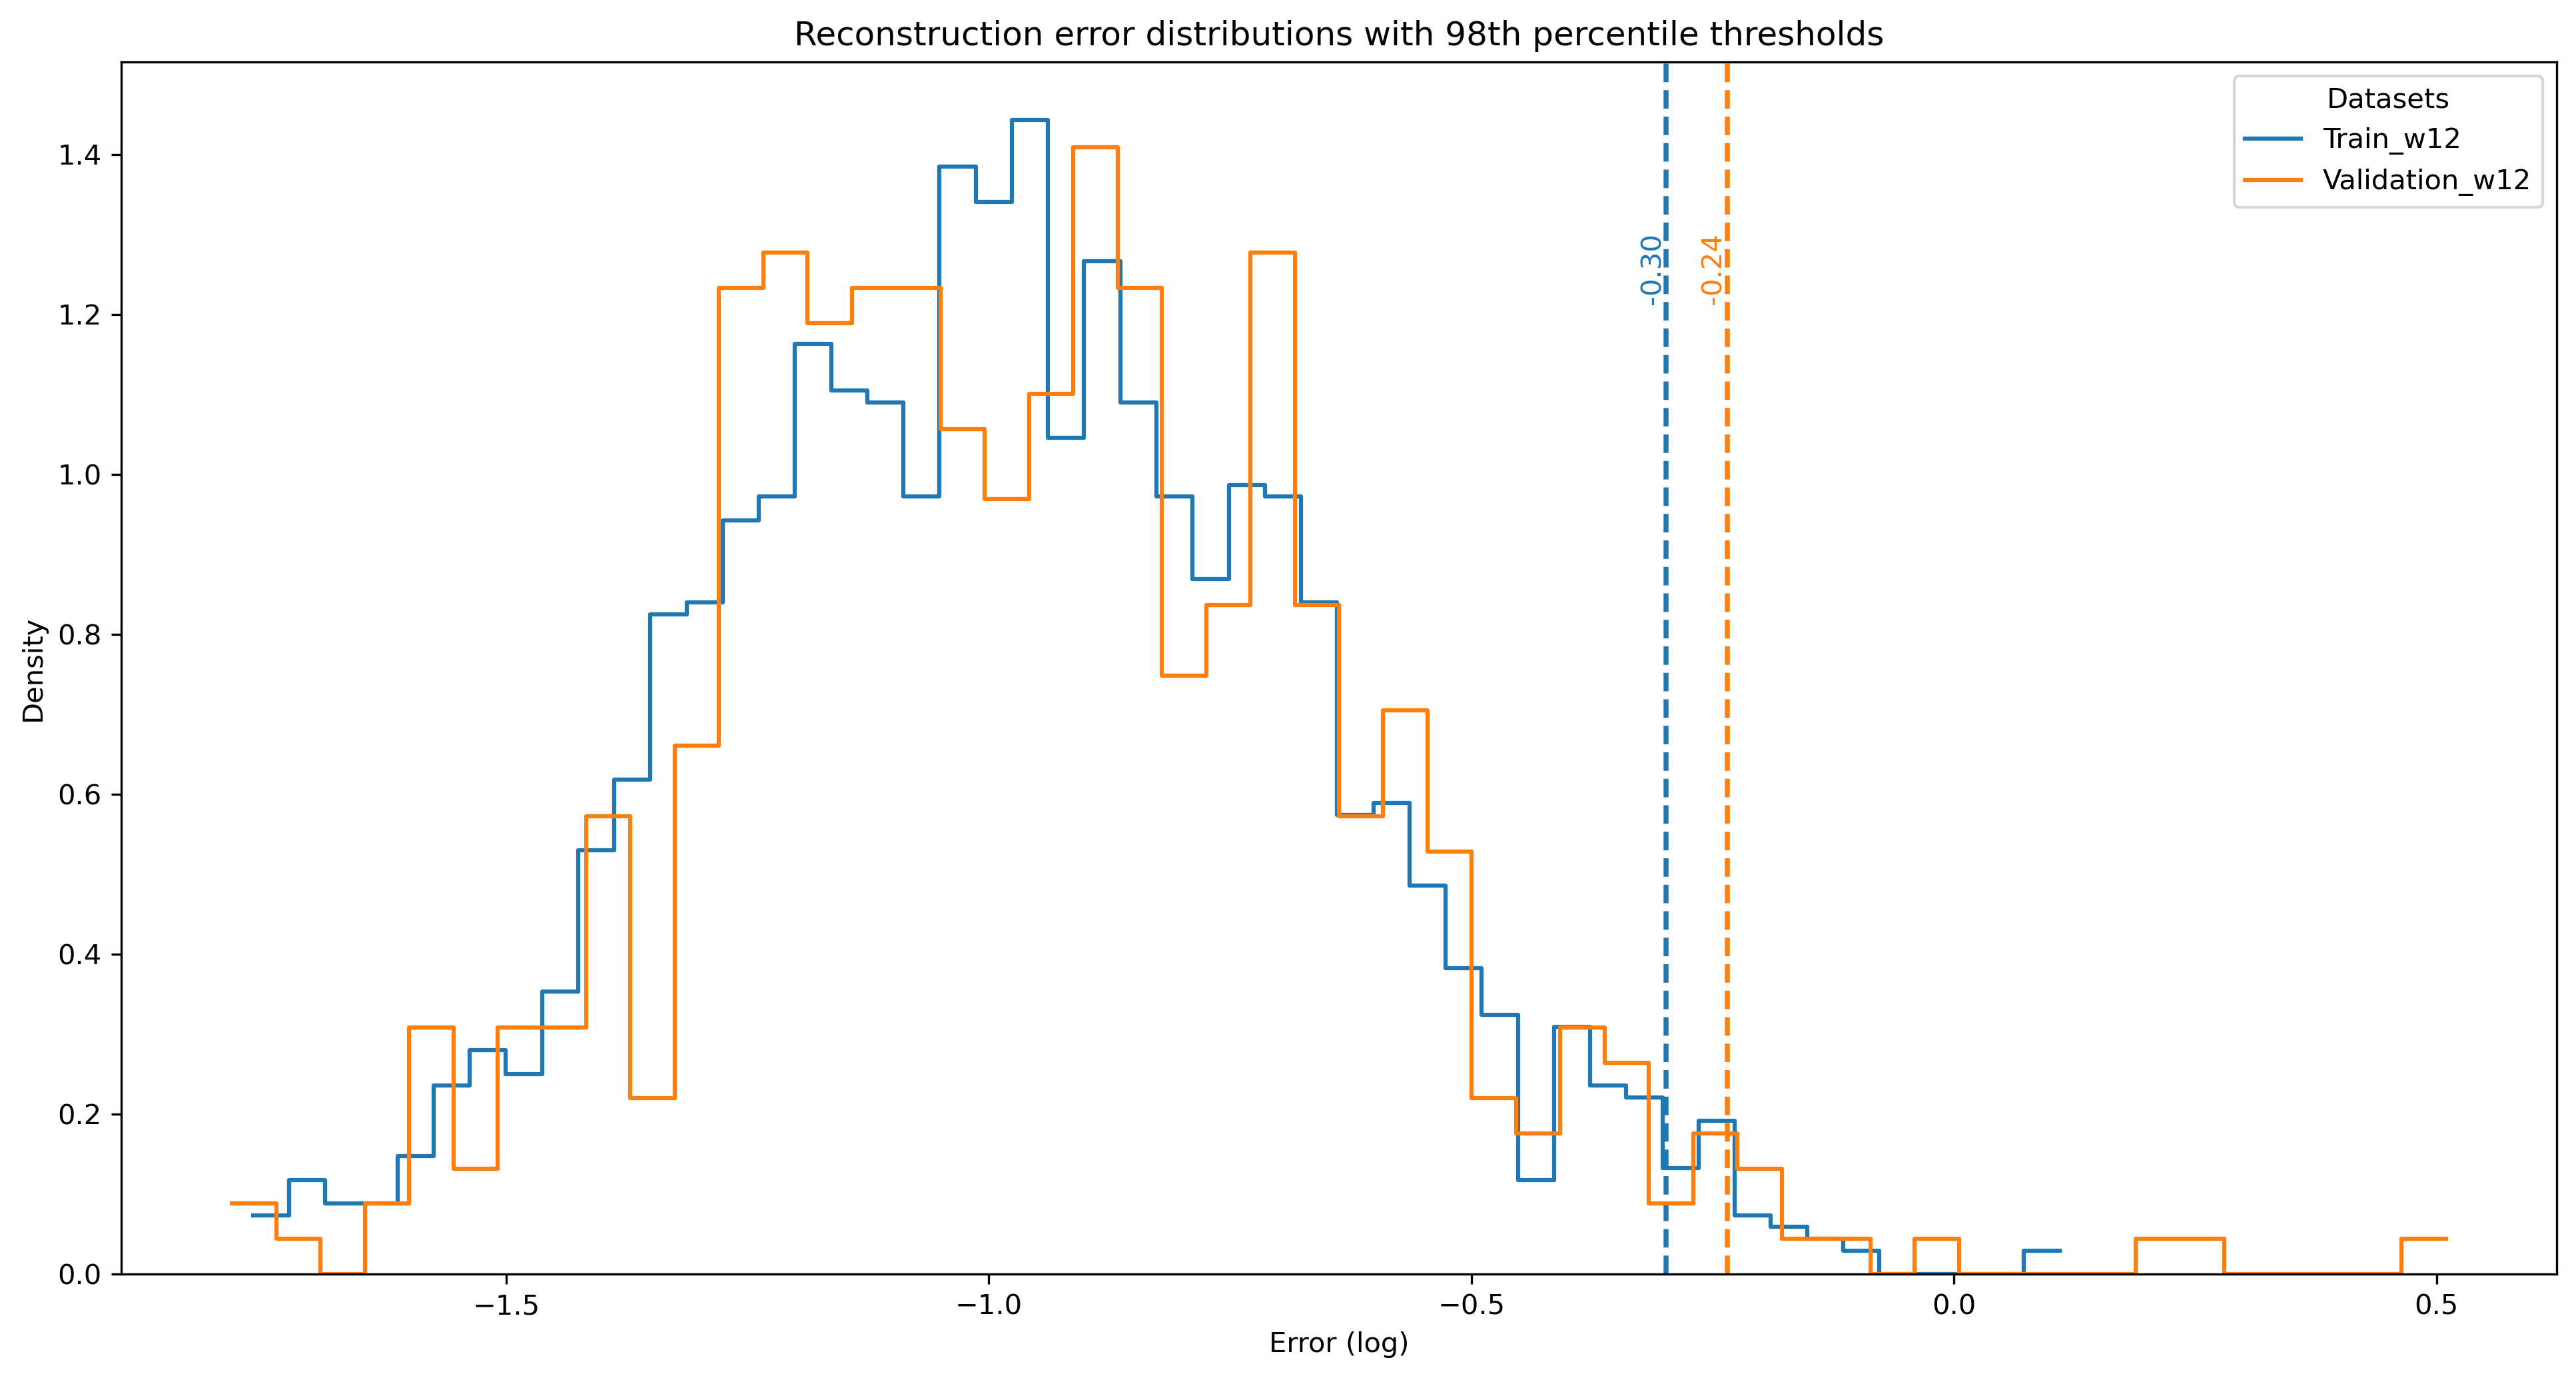 Reconstruction error distributions with 98th percentile thresholds
Datasets
Train_w12
Validation_w12
-0.30
-0.24
Density
1.4
1.2
1.0
0.8
0.6
0.4
0.2
0.0
−1.5
−1.0
−0.5
0.0
0.5
Error (log)